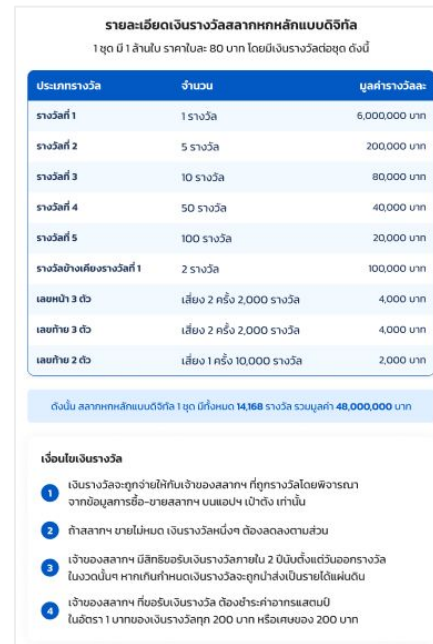 รายละเอียดเงินรางวัลสลากหกหลักแบบดิจิทัล
1 ชุด มี 1 ล้านใบ ราคาใบละ 80 บาท โดยมีเงินรางวัลต่อชุด ดังนี้
ประเภทรางวัล จำนวน มูลค่ารางวัลละ
รางวัลที่ 1 1 รางวัล 6,000,000 บาท
รางวัลที่ 2 5 รางวัล 200,000 บาท
รางวัลที่ 3 10 รางวัล 80,000 บาท
รางวัลที่ 4 50 รางวัล 40,000 บาท
รางวัลที่ 5 100 รางวัล 20,000 บาท
รางวัลข้างเคียงรางวัลที่ 1 2 รางวัล 100,000 บาท
เลขหน้า 3 ตัว เสี่ยง 2 ครั้ง 2,000 รางวัล 4,000 บาท
เลขท้าย 3 ตัว เสี่ยง 2 ครั้ง 2,000 รางวัล 4,000 บาท
เลขท้าย 2 ตัว เสี่ยง 1 ครั้ง 10,000 รางวัล 2,000 บาท
ดังนั้น สลากหกหลักแบบดิจิทัล 1 ชุด มีทั้งหมด 14,168 รางวัล รวมมูลค่า 48,000,000 บาท
เงื่อนไขเงินรางวัล
1 เงินรางวัลจะถูกจ่ายให้กับเจ้าของสลากฯ ที่ถูกรางวัลโดยพิจารณา
จากข้อมูลการซื้อ-ขายสลากฯ บนแอปฯ เป๋าตัง เท่านั้น
2 ถ้าสลากฯ ขายไม่หมด เงินรางวัลหนึ่งๆ ต้องลดลงตามส่วน
3 เจ้าของสลากฯ มีสิทธิขอรับเงินรางวัลภายใน 2 ปีนับตั้งแต่วันออกรางวัล
ในงวดนั้นๆ หากเกินกำหนดเงินรางวัลจะถูกนำส่งเป็นรายได้แผ่นดิน
4 เจ้าของสลากฯ ที่ขอรับเงินรางวัล ต้องชำระค่าอากรแสตมป์
ในอัตรา 1 บาทของเงินรางวัลทุก 200 บาท หรือเศษของ 200 บาท